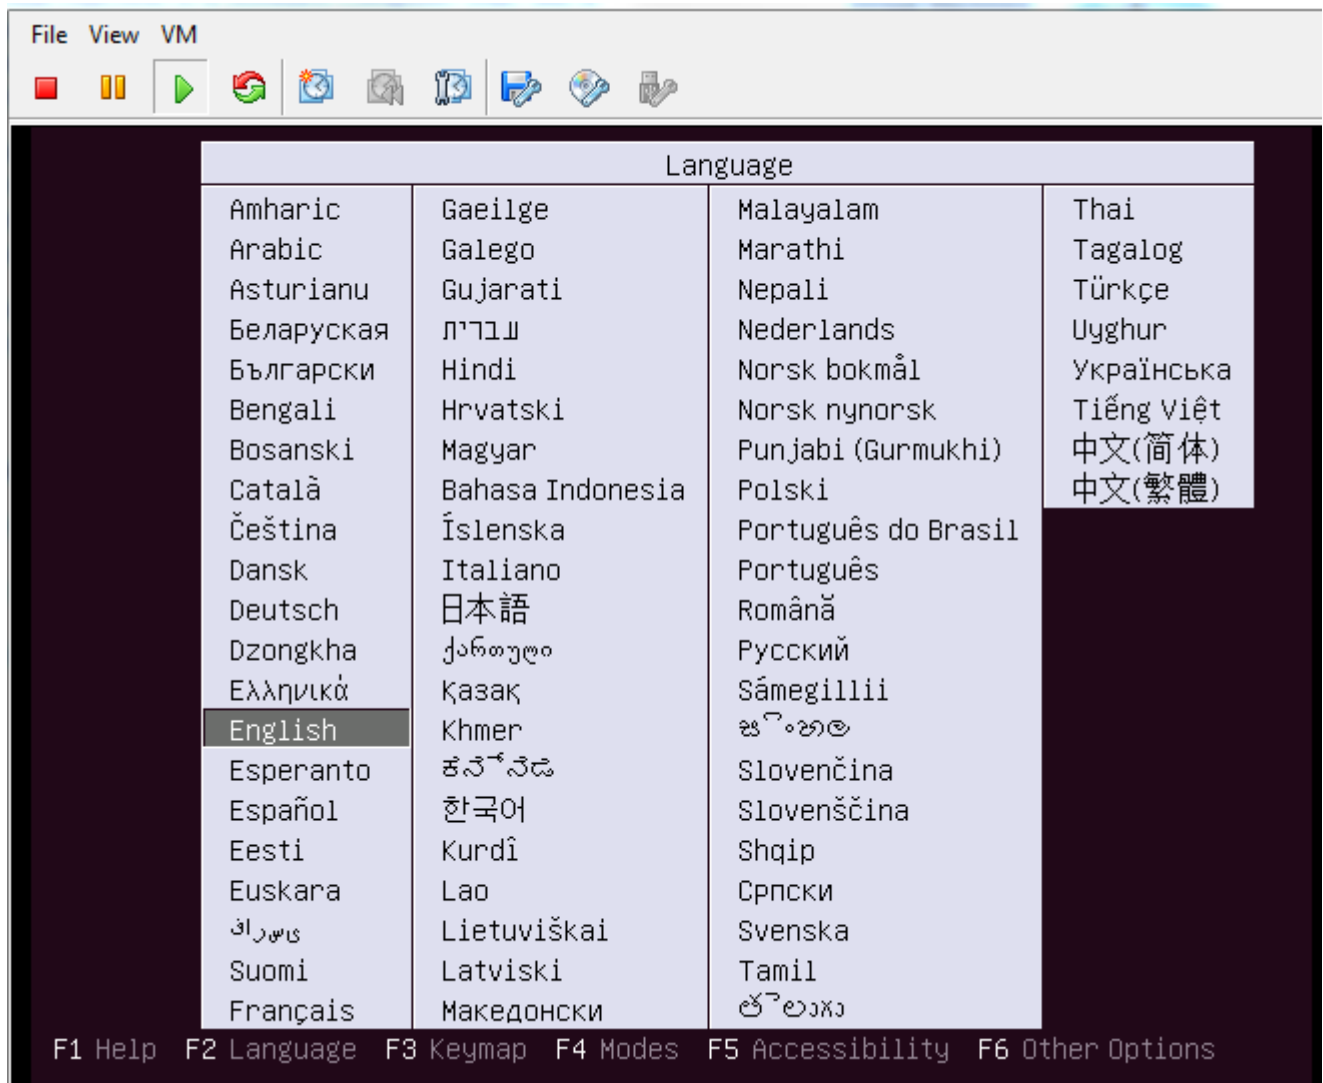 File View VM
Language
Amharic
Arabic
Asturianu
Беларуская
Български
Bengali
Bosanski
Català
Čeština
Dansk
Deutsch
Dzongkha
Ελληνικά
English
Esperanto
Español
Eesti
Euskara
فارسی
Suomi
Français
Gaeilge
Galego
Gujarati
עברית
Hindi
Hrvatski
Magyar
Bahasa Indonesia
Íslenska
Italiano
日本語
ქართული
Қазақ
Khmer
ಕನ್ನಡ
한국어
Kurdî
Lao
Lietuviškai
Latviski
Македонски
Malayalam
Marathi
Nepali
Nederlands
Norsk bokmål
Norsk nynorsk
Punjabi (Gurmukhi)
Polski
Português do Brasil
Português
Română
Русский
Sámegillii
සිංහල
Slovenčina
Slovenščina
Shqip
Српски
Svenska
Tamil
తెలుగు
Thai
Tagalog
Türkçe
Uyghur
Українська
Tiếng Việt
中文(简体)
中文(繁體)
F1 Help F2 Language F3 Keymap F4 Modes F5 Accessibility F6 Other Options